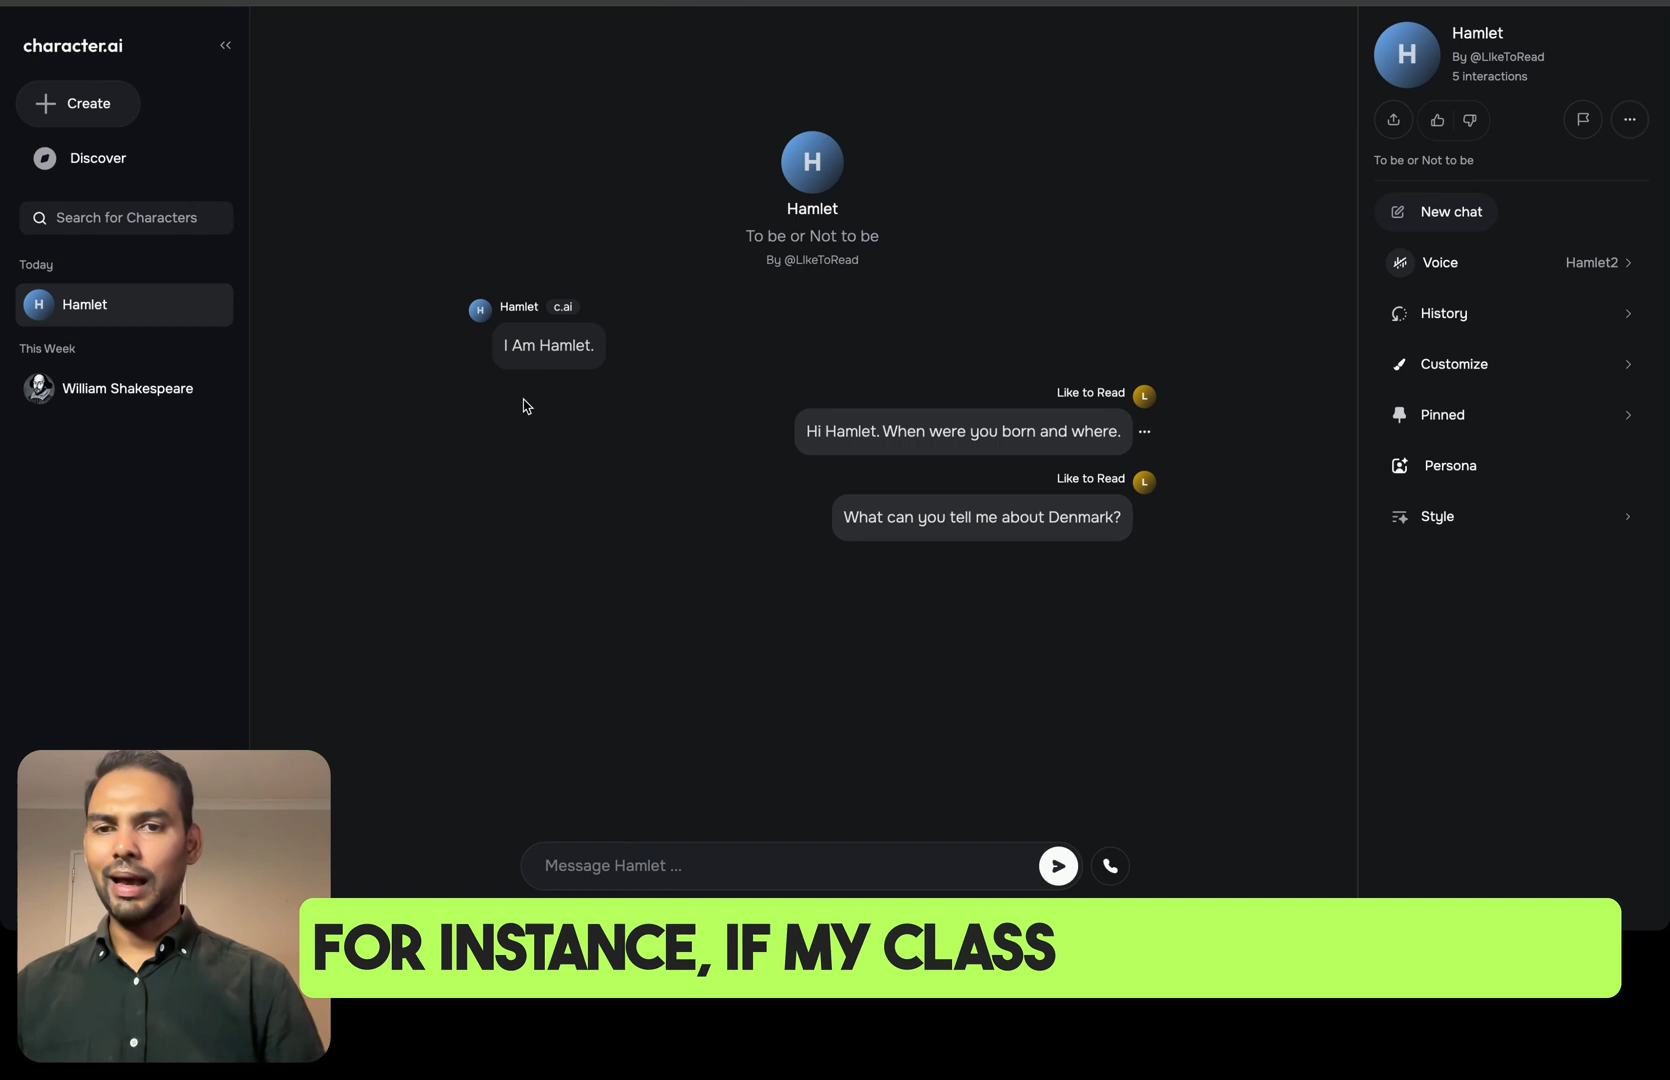 character.ai
Create
Discover
Search for Characters
Today
H Hamlet
This Week
William Shakespeare
H
Hamlet
To be or Not to be
By @LIkeToRead
H Hamlet c.ai
I Am Hamlet.
Like to Read L
Hi Hamlet. When were you born and where.
Like to Read L
What can you tell me about Denmark?
Message Hamlet ...
H
Hamlet
By @LIkeToRead
5 interactions
To be or Not to be
New chat
Voice Hamlet2
History
Customize
Pinned
Persona
Style
FOR INSTANCE, IF MY CLASS